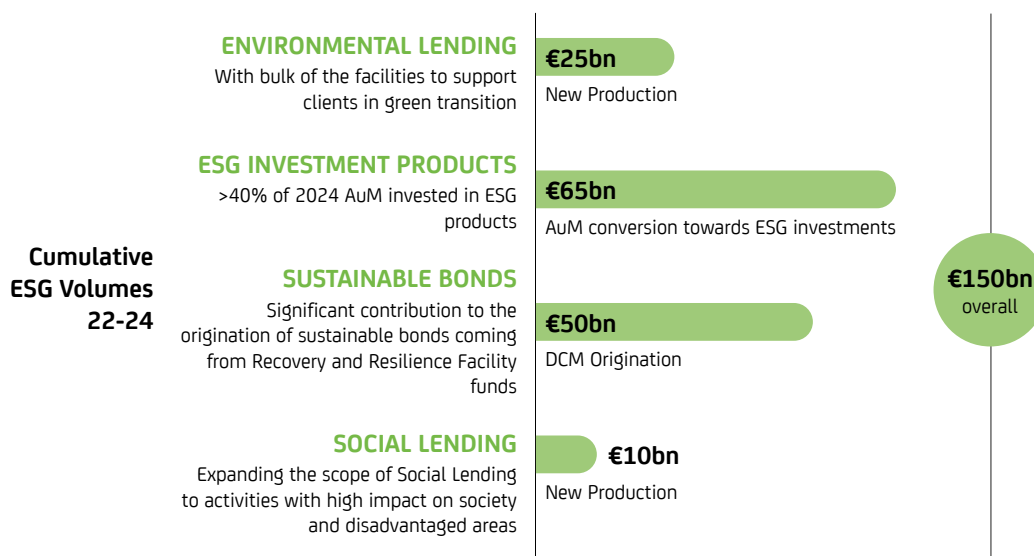 Cumulative
ESG Volumes
22-24
ENVIRONMENTAL LENDING
With bulk of the facilities to support
clients in green transition
€25bn
New Production
ESG INVESTMENT PRODUCTS
>40% of 2024 AuM invested in ESG
products
€65bn
AuM conversion towards ESG investments
SUSTAINABLE BONDS
Significant contribution to the
origination of sustainable bonds coming
from Recovery and Resilience Facility
funds
€50bn
DCM Origination
SOCIAL LENDING
Expanding the scope of Social Lending
to activities with high impact on society
and disadvantaged areas
€10bn
New Production
€150bn
overall